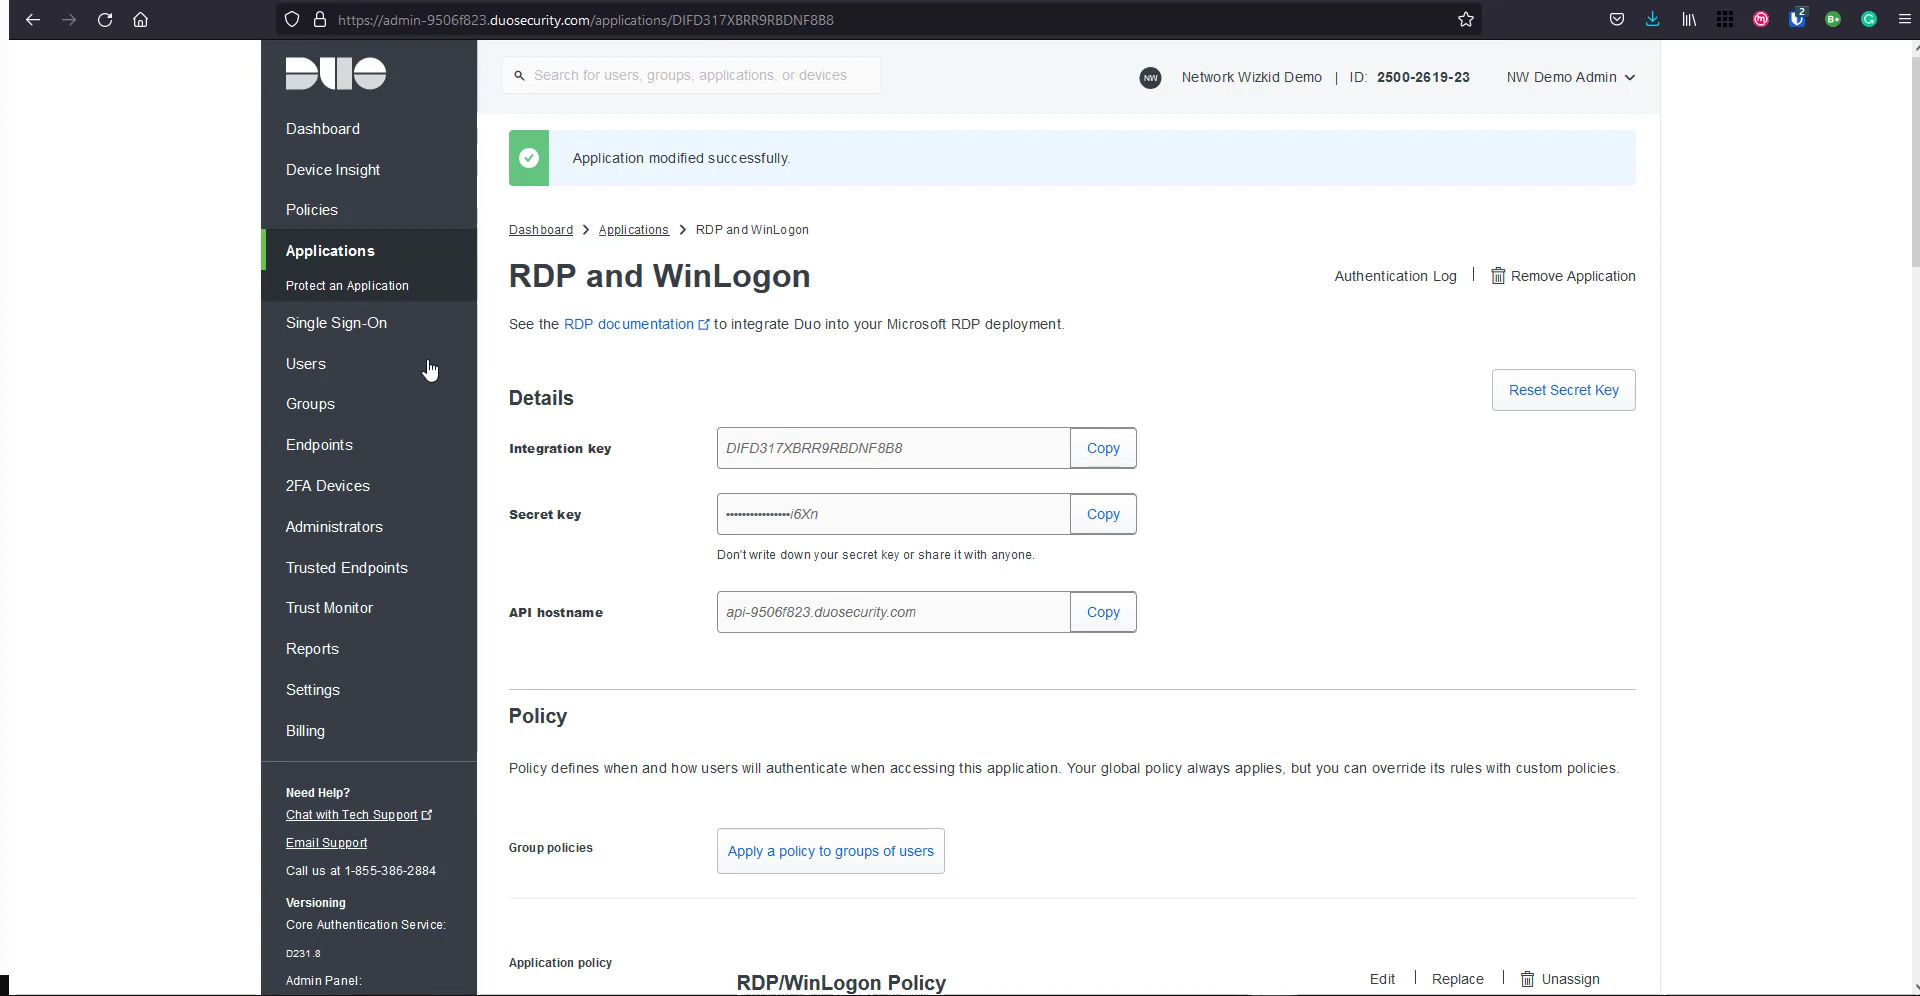 https://admin-9506f823.duosecurity.com/applications/DIFD317XBRR9RBDNF8B8
2
DUO
Search for users, groups, applications, or devices
NW
Network Wizkid Demo | ID: 2500-2619-23
NW Demo Admin
Dashboard
Device Insight
Policies
Applications
Protect an Application
Single Sign-On
Users
Groups
Endpoints
2FA Devices
Administrators
Trusted Endpoints
Trust Monitor
Reports
Settings
Billing
Need Help?
Chat with Tech Support
Email Support
Call us at 1-855-386-2884
Versioning
Core Authentication Service:
D231.8
Admin Panel:
Application modified successfully.
Dashboard > Applications > RDP and WinLogon
RDP and WinLogon
Authentication Log | Remove Application
See the RDP documentation to integrate Duo into your Microsoft RDP deployment.
Details
Reset Secret Key
Integration key
DIFD317XBRR9RBDNF8B8
Copy
Secret key
••••••••••••••••i6Xn
Copy
Don't write down your secret key or share it with anyone.
API hostname
api-9506f823.duosecurity.com
Copy
Policy
Policy defines when and how users will authenticate when accessing this application. Your global policy always applies, but you can override its rules with custom policies.
Group policies
Apply a policy to groups of users
Application policy
RDP/WinLogon Policy
Edit | Replace | Unassign